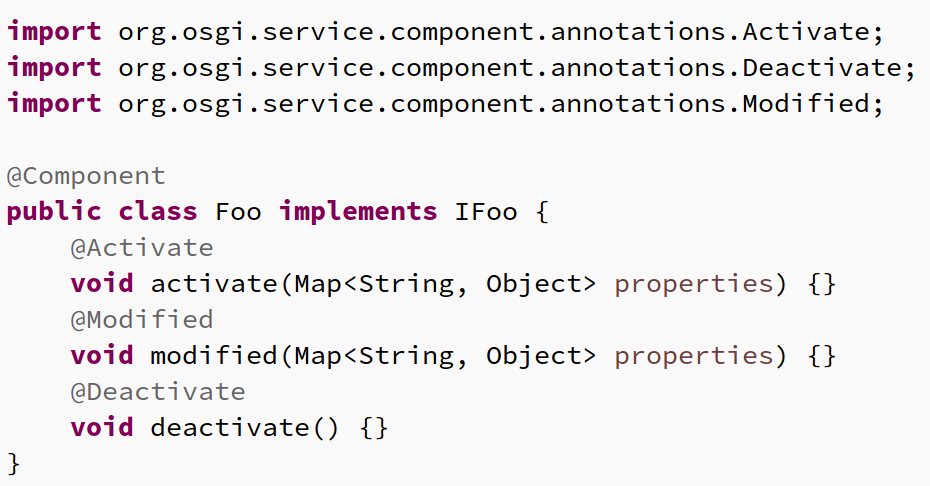 import org.osgi.service.component.annotations.Activate;
import org.osgi.service.component.annotations.Deactivate;
import org.osgi.service.component.annotations.Modified;

@Component
public class Foo implements IFoo {
    @Activate
    void activate(Map<String, Object> properties) {}
    @Modified
    void modified(Map<String, Object> properties) {}
    @Deactivate
    void deactivate() {}
}